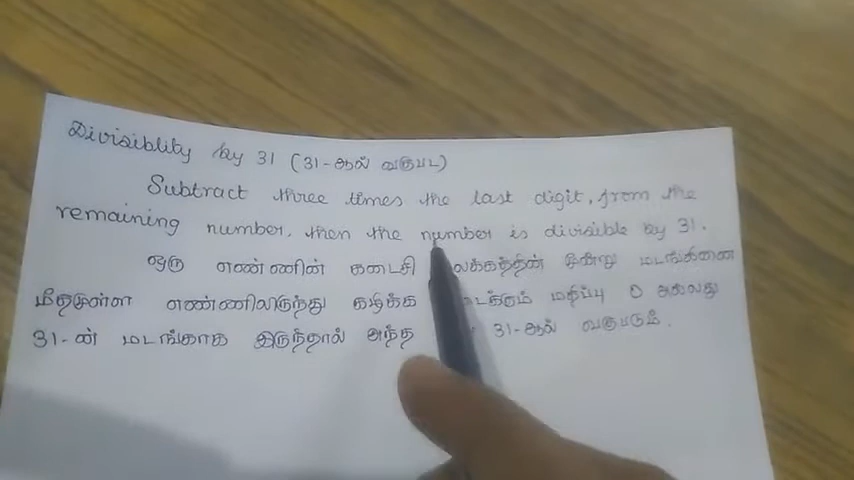 Divisiblity by 31 (31-ஆல் வகுபட)
Subtract three times the last digit, from the
remaining number, then the number is divisible by 31.
ஒரு எண்ணின் கடைசி லக்கத்தின் மூன்று மடங்கினை
மீதமுள்ள எண்ணிலிருந்து கழிக்க டைக்கும் மதிப்பு 0 அல்லது
31-ன் மடங்காக இருந்தால் அந்த 31-ஆல் வகுபடும்.